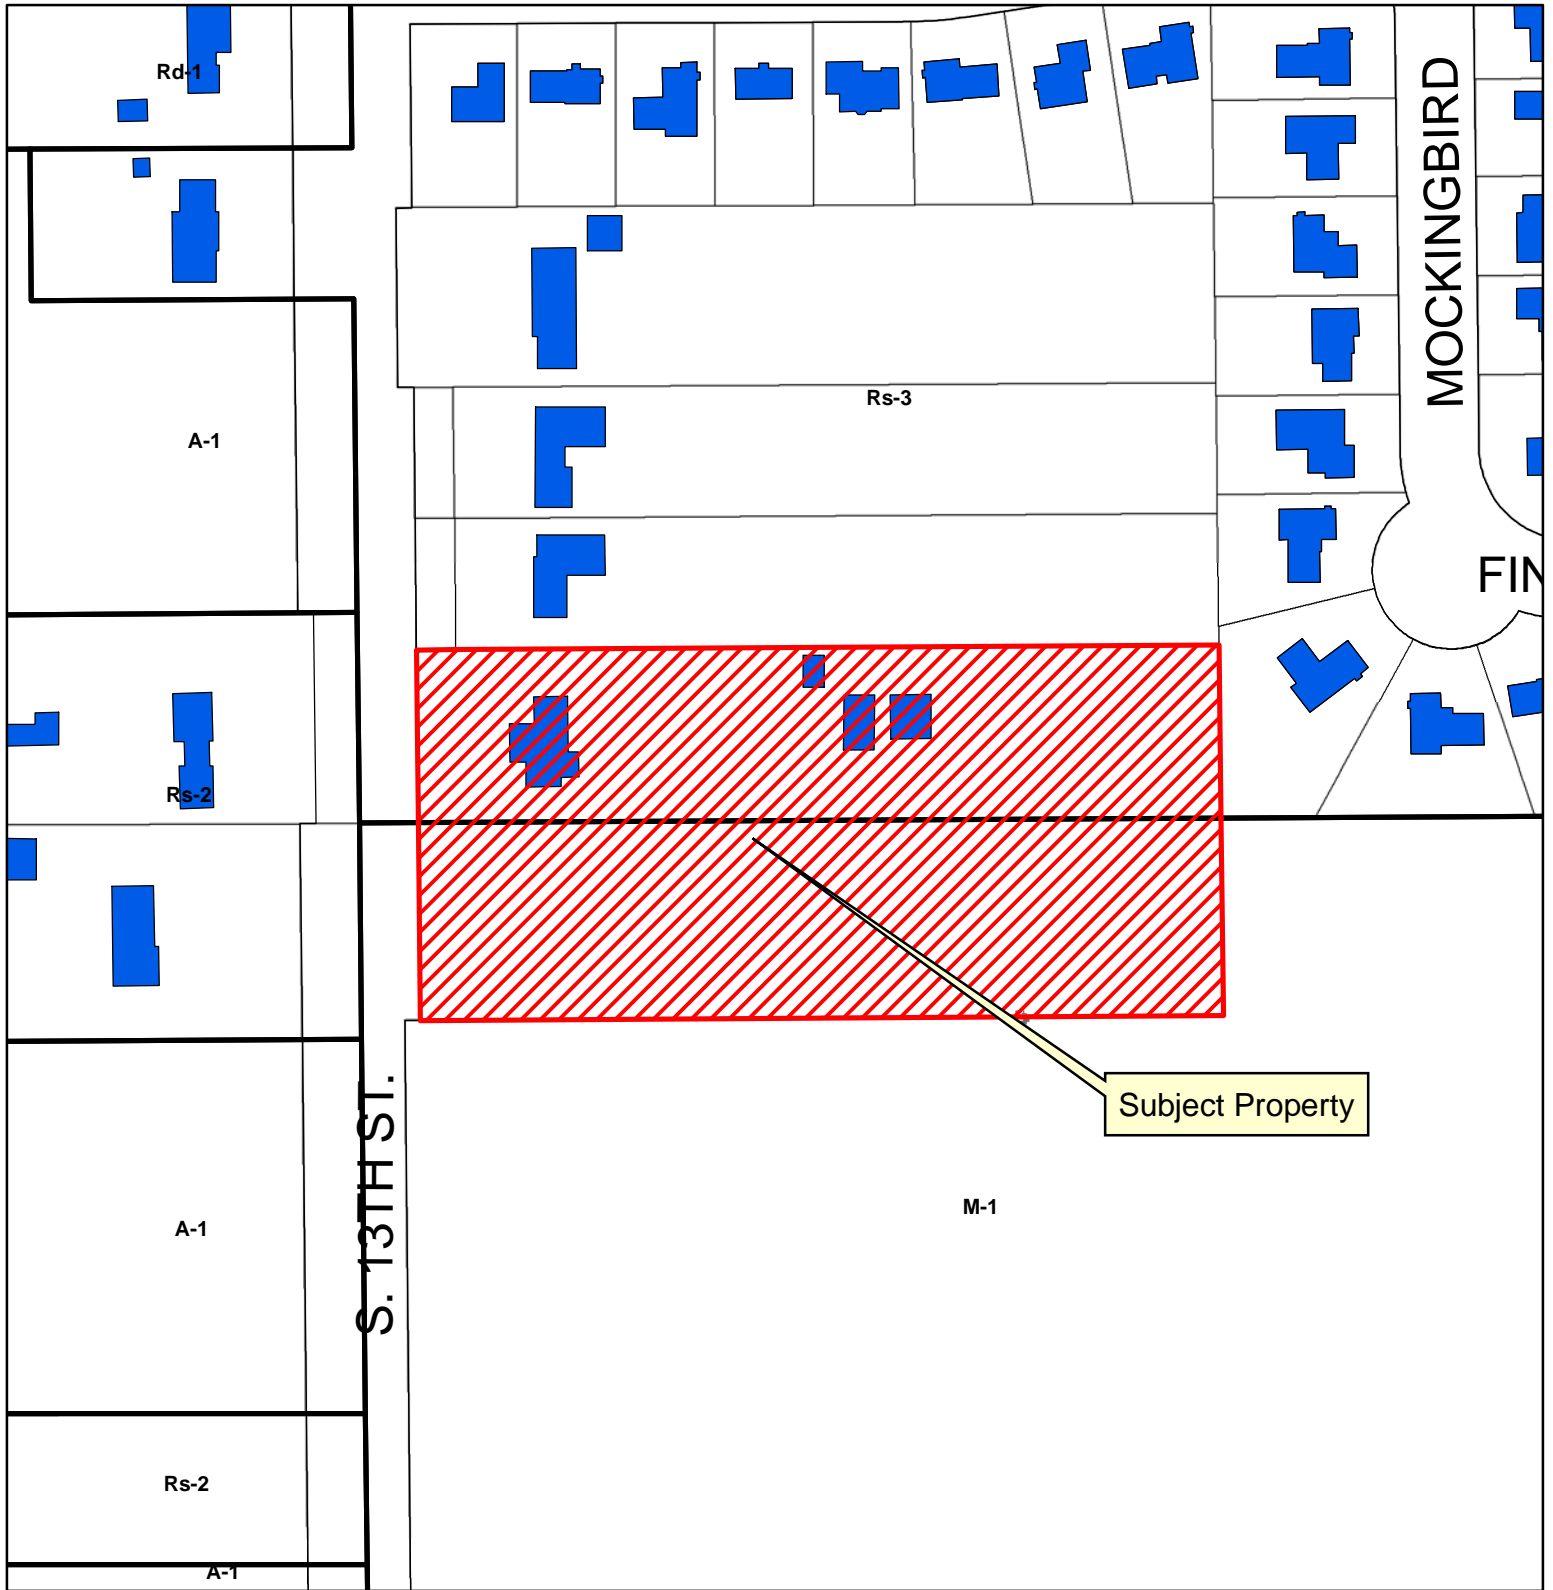 Rd-1
MOCKINGBIRD
Rs-3
A-1
FIN
Rs-2
Subject Property
S. 13TH ST.
M-1
A-1
Rs-2
A-1